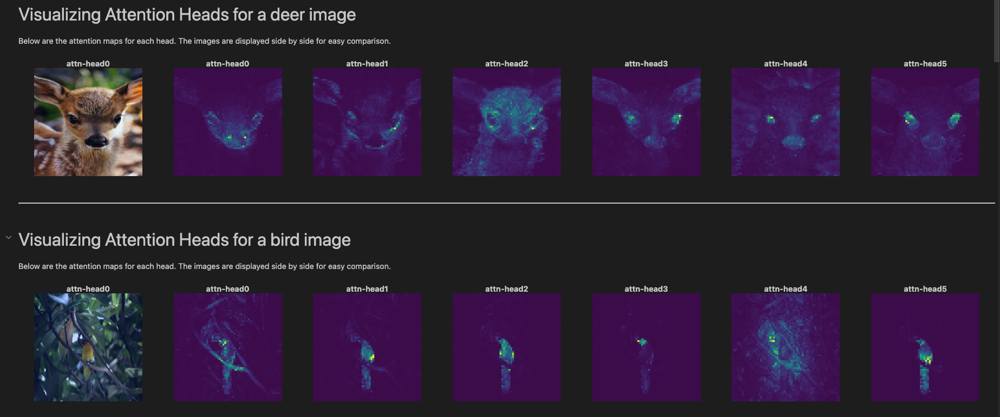 Visualizing Attention Heads for a deer image
Below are the attention maps for each head. The images are displayed side by side for easy comparison.
attn-head0 attn-head0 attn-head1 attn-head2 attn-head3 attn-head4 attn-head5
Visualizing Attention Heads for a bird image
Below are the attention maps for each head. The images are displayed side by side for easy comparison.
attn-head0 attn-head0 attn-head1 attn-head2 attn-head3 attn-head4 attn-head5